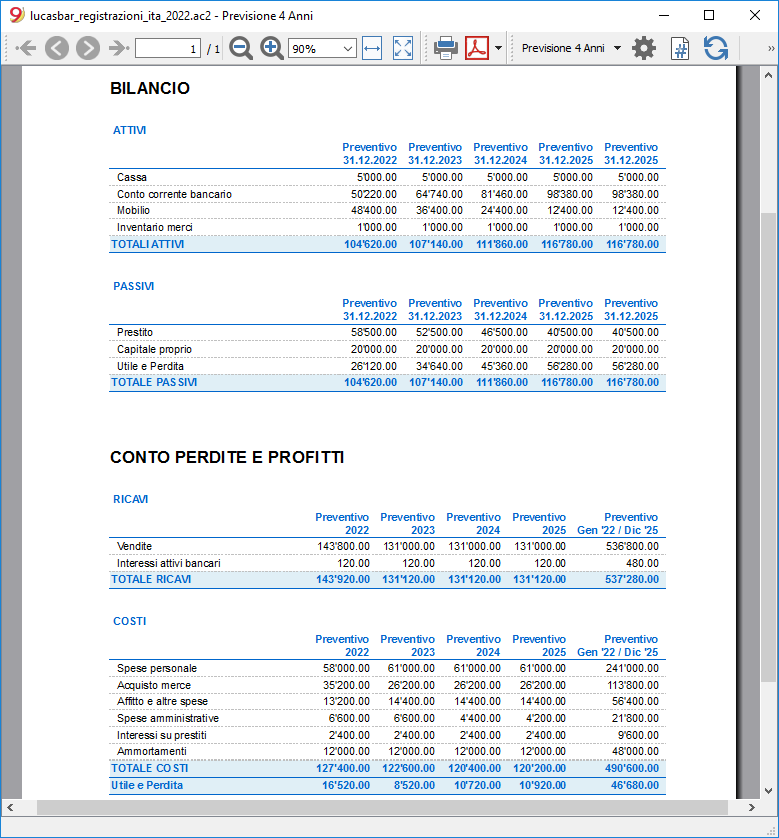 lucasbar_registrazioni_ita_2022.ac2 - Previsione 4 Anni
1 / 1 90% Previsione 4 Anni
BILANCIO
ATTIVI
Preventivo Preventivo Preventivo Preventivo Preventivo
31.12.2022 31.12.2023 31.12.2024 31.12.2025 31.12.2025
Cassa 5'000.00 5'000.00 5'000.00 5'000.00 5'000.00
Conto corrente bancario 50'220.00 64'740.00 81'460.00 98'380.00 98'380.00
Mobilio 48'400.00 36'400.00 24'400.00 12'400.00 12'400.00
Inventario merci 1'000.00 1'000.00 1'000.00 1'000.00 1'000.00
TOTALI ATTIVI 104'620.00 107'140.00 111'860.00 116'780.00 116'780.00
PASSIVI
Preventivo Preventivo Preventivo Preventivo Preventivo
31.12.2022 31.12.2023 31.12.2024 31.12.2025 31.12.2025
Prestito 58'500.00 52'500.00 46'500.00 40'500.00 40'500.00
Capitale proprio 20'000.00 20'000.00 20'000.00 20'000.00 20'000.00
Utile e Perdita 26'120.00 34'640.00 45'360.00 56'280.00 56'280.00
TOTALE PASSIVI 104'620.00 107'140.00 111'860.00 116'780.00 116'780.00
CONTO PERDITE E PROFITTI
RICAVI
Preventivo Preventivo Preventivo Preventivo Preventivo
2022 2023 2024 2025 Gen '22 / Dic '25
Vendite 143'800.00 131'000.00 131'000.00 131'000.00 536'800.00
Interessi attivi bancari 120.00 120.00 120.00 120.00 480.00
TOTALE RICAVI 143'920.00 131'120.00 131'120.00 131'120.00 537'280.00
COSTI
Preventivo Preventivo Preventivo Preventivo Preventivo
2022 2023 2024 2025 Gen '22 / Dic '25
Spese personale 58'000.00 61'000.00 61'000.00 61'000.00 241'000.00
Acquisto merce 35'200.00 26'200.00 26'200.00 26'200.00 113'800.00
Affitto e altre spese 13'200.00 14'400.00 14'400.00 14'400.00 56'400.00
Spese amministrative 6'600.00 6'600.00 4'400.00 4'200.00 21'800.00
Interessi su prestiti 2'400.00 2'400.00 2'400.00 2'400.00 9'600.00
Ammortamenti 12'000.00 12'000.00 12'000.00 12'000.00 48'000.00
TOTALE COSTI 127'400.00 122'600.00 120'400.00 120'200.00 490'600.00
Utile e Perdita 16'520.00 8'520.00 10'720.00 10'920.00 46'680.00